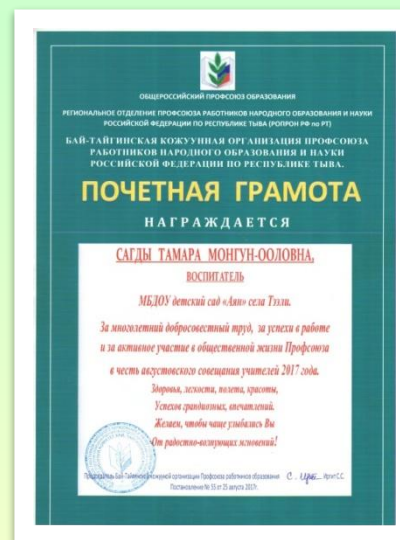 ОБЩЕРОССИЙСКИЙ ПРОФСОЮЗ ОБРАЗОВАНИЯ
РЕГИОНАЛЬНОЕ ОТДЕЛЕНИЕ ПРОФСОЮЗА РАБОТНИКОВ НАРОДНОГО ОБРАЗОВАНИЯ И НАУКИ
РОССИЙСКОЙ ФЕДЕРАЦИИ ПО РЕСПУБЛИКЕ ТЫВА (РОПРОН РФ по РТ)
БАЙ-ТАЙГИНСКАЯ КОЖУУННАЯ ОРГАНИЗАЦИЯ ПРОФСОЮЗА
РАБОТНИКОВ НАРОДНОГО ОБРАЗОВАНИЯ И НАУКИ
РОССИЙСКОЙ ФЕДЕРАЦИИ ПО РЕСПУБЛИКЕ ТЫВА.
ПОЧЕТНАЯ ГРАМОТА
НАГРАЖДАЕТСЯ
САГДЫ ТАМАРА МОНГУН-ООЛОВНА,
ВОСПИТАТЕЛЬ
МБДОУ детский сад «Аян» села Тээли.
За многолетний добросовестный труд, за успехи в работе
и за активное участие в общественной жизни Профсоюза
в честь августовского совещания учителей 2017 года.
Здоровья, легкости, полета, красоты,
Успехов грандиозных, впечатлений.
Желаем, чтобы чаще улыбались Вы
От радостно-волнующих мгновений!
Председатель Бай-Тайгинской кожууной организации Профсоюза работников образования Иргит С.С.
Постановление № 55 от 25 августа 2017г.